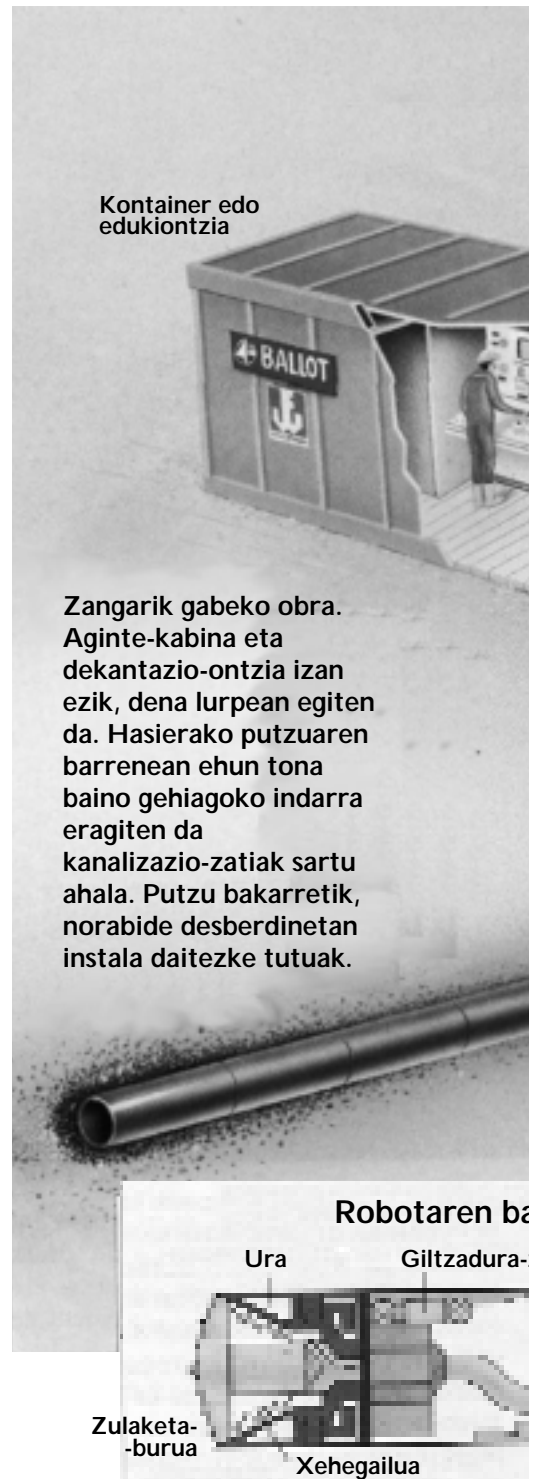 Kontainer edo
edukiontzia
BALLOT
Zangarik gabeko obra.
Aginte-kabina eta
dekantazio-ontzia izan
ezik, dena lurpean egiten
da. Hasierako putzuaren
barrenean ehun tona
baino gehiagoko indarra
eragiten da
kanalizazio-zatiak sartu
ahala. Putzu bakarretik,
norabide desberdinetan
instala daitezke tutuak.
Robotaren ba
Ura
Giltzadura-
Zulaketa-
-burua
Xehegailua